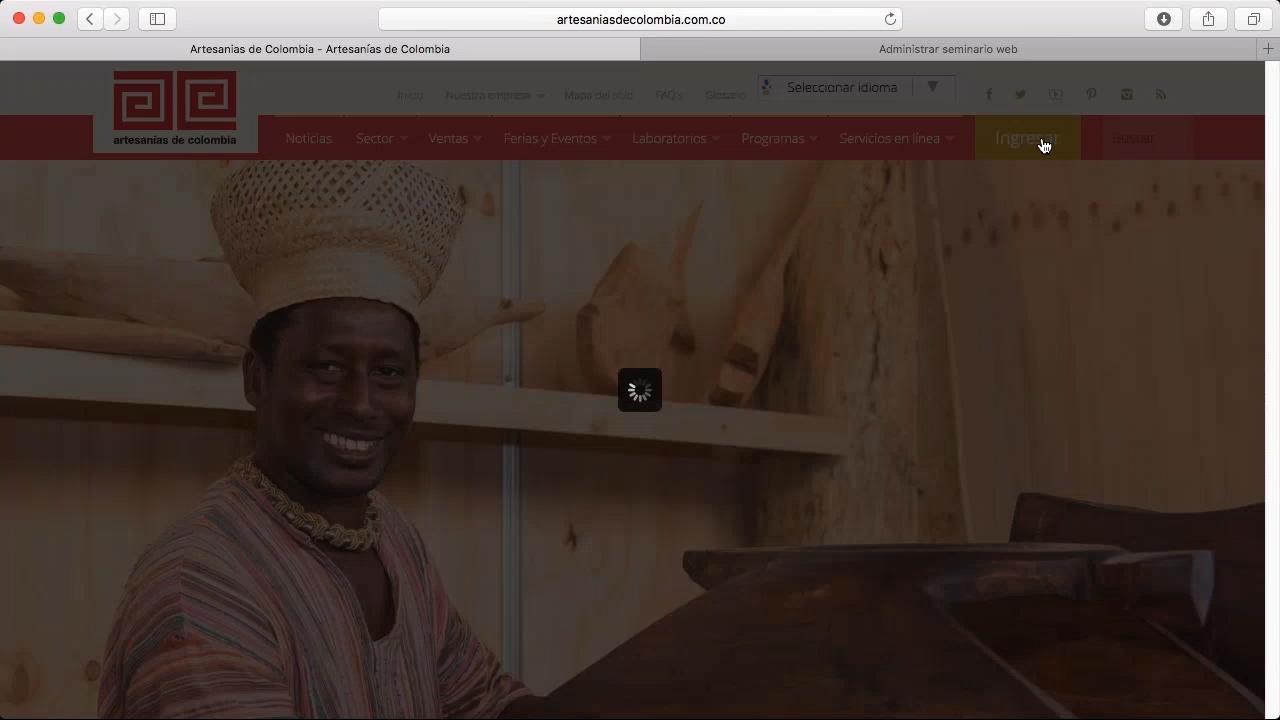 artesaniasdecolombia.com.co
Artesanias de Colombia - Artesanías de Colombia
Administrar seminario web
Inicio Nuestra empresa Mapa del sitio FAQ's Glosario Seleccionar idioma
artesanías de colombia
Noticias Sector Ventas Ferias y Eventos Laboratorios Programas Servicios en línea Ingresar Buscar